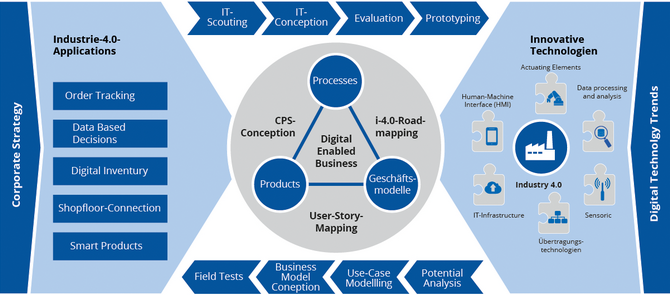 Corporate Strategy
Industrie-4.0-
Applications
Order Tracking
Data Based
Decisions
Digital Inventory
Shopfloor-Connection
Smart Products
IT-
Scouting
IT-
Conception
Evaluation
Prototyping
Processes
CPS-
Conception
i-4.0-Road-
mapping
Digital
Enabled
Business
Products
Geschäfts-
modelle
User-Story-
Mapping
Field Tests
Business
Model
Coneption
Use-Case
Modellling
Potential
Analysis
Innovative
Technologien
Actuating Elements
Human-Machine
Interface (HMI)
Data processing
and analysis
Industry 4.0
IT-Infrastructure
Sensoric
Übertragungs-
technologien
Digital Technolgy Trends